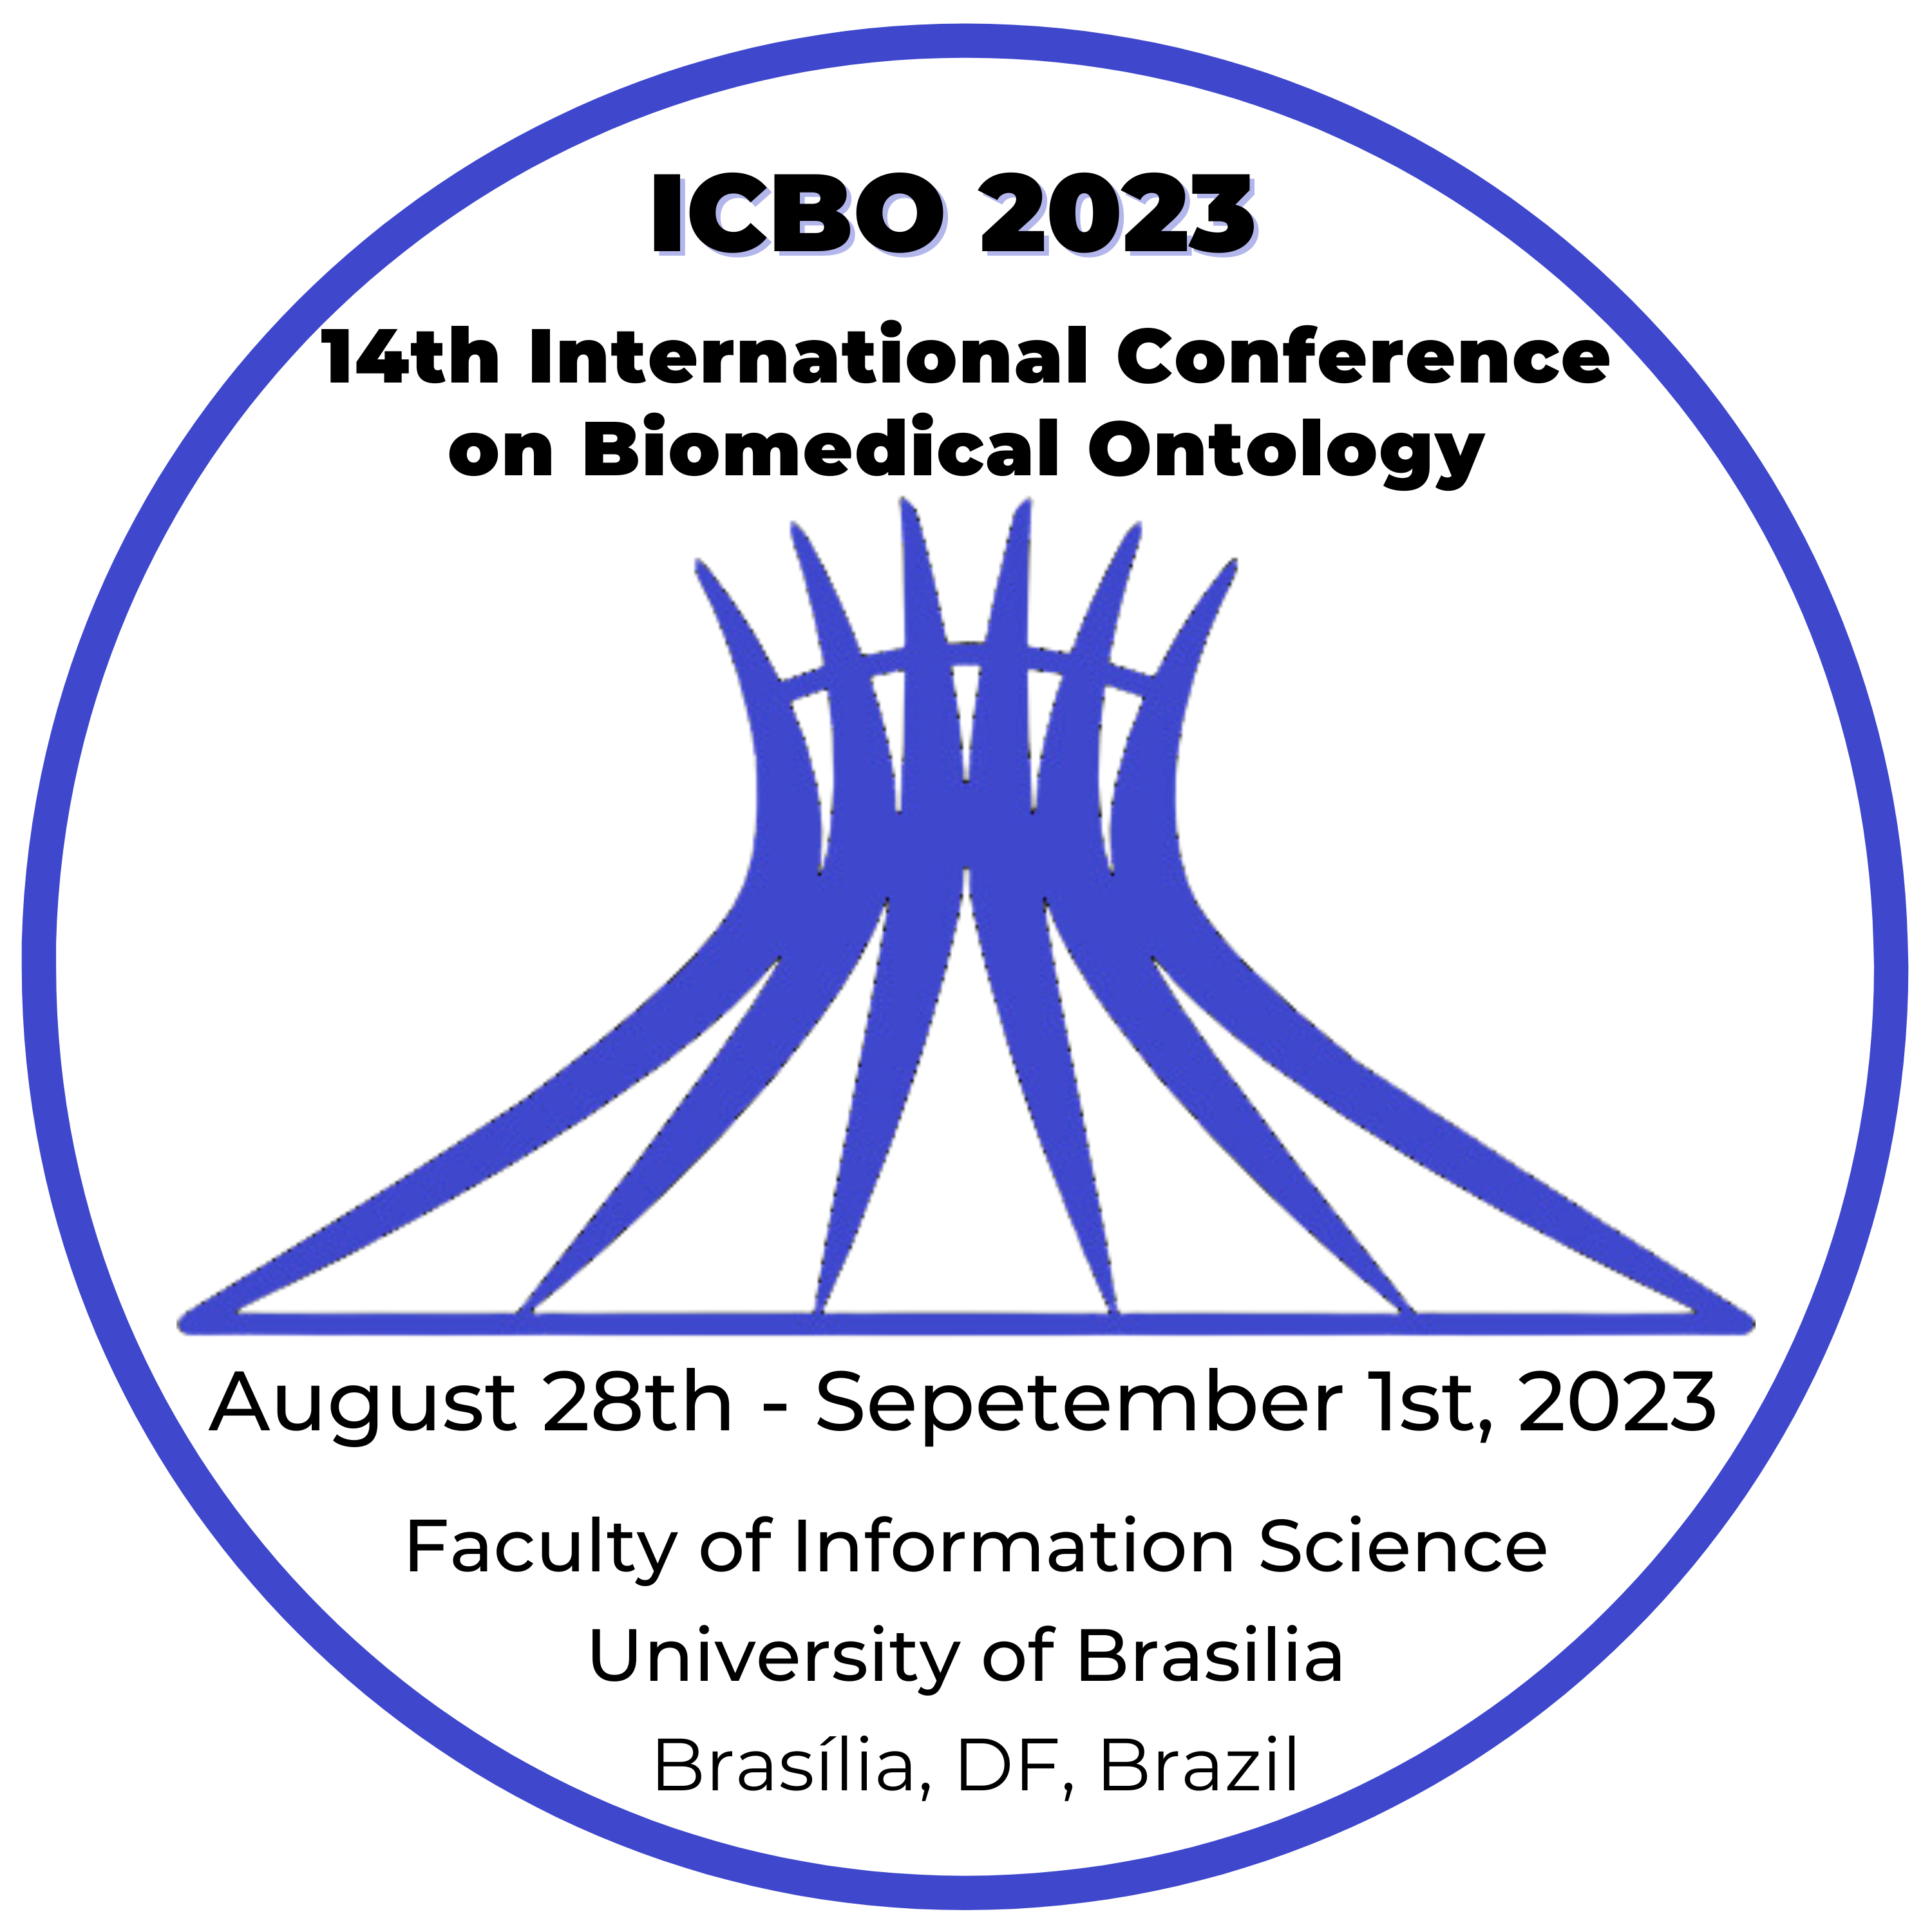 ICBO 2023
14th International Conference
on Biomedical Ontology
August 28th - Sepetember 1st, 2023
Faculty of Information Science
University of Brasilia
Brasília, DF, Brazil